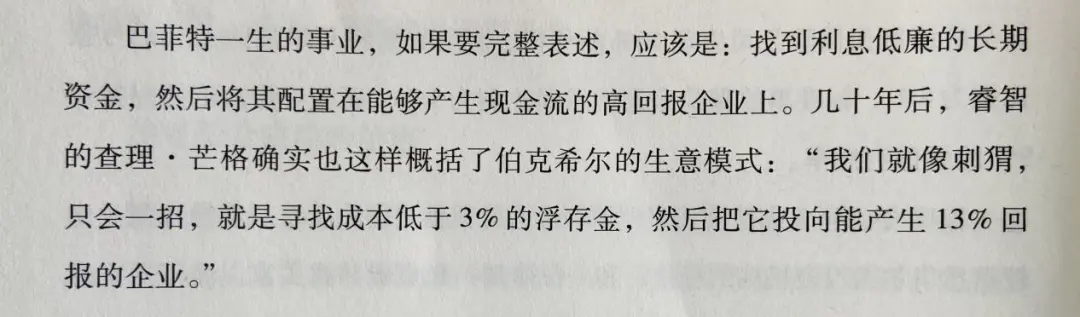 巴菲特一生的事业，如果要完整表述，应该是：找到利息低廉的长期
资金，然后将其配置在能够产生现金流的高回报企业上。几十年后，睿智
的查理·芒格确实也这样概括了伯克希尔的生意模式：“我们就像刺猬，
只会一招，就是寻找成本低于 3% 的浮存金，然后把它投向能产生 13% 回
报的企业。”